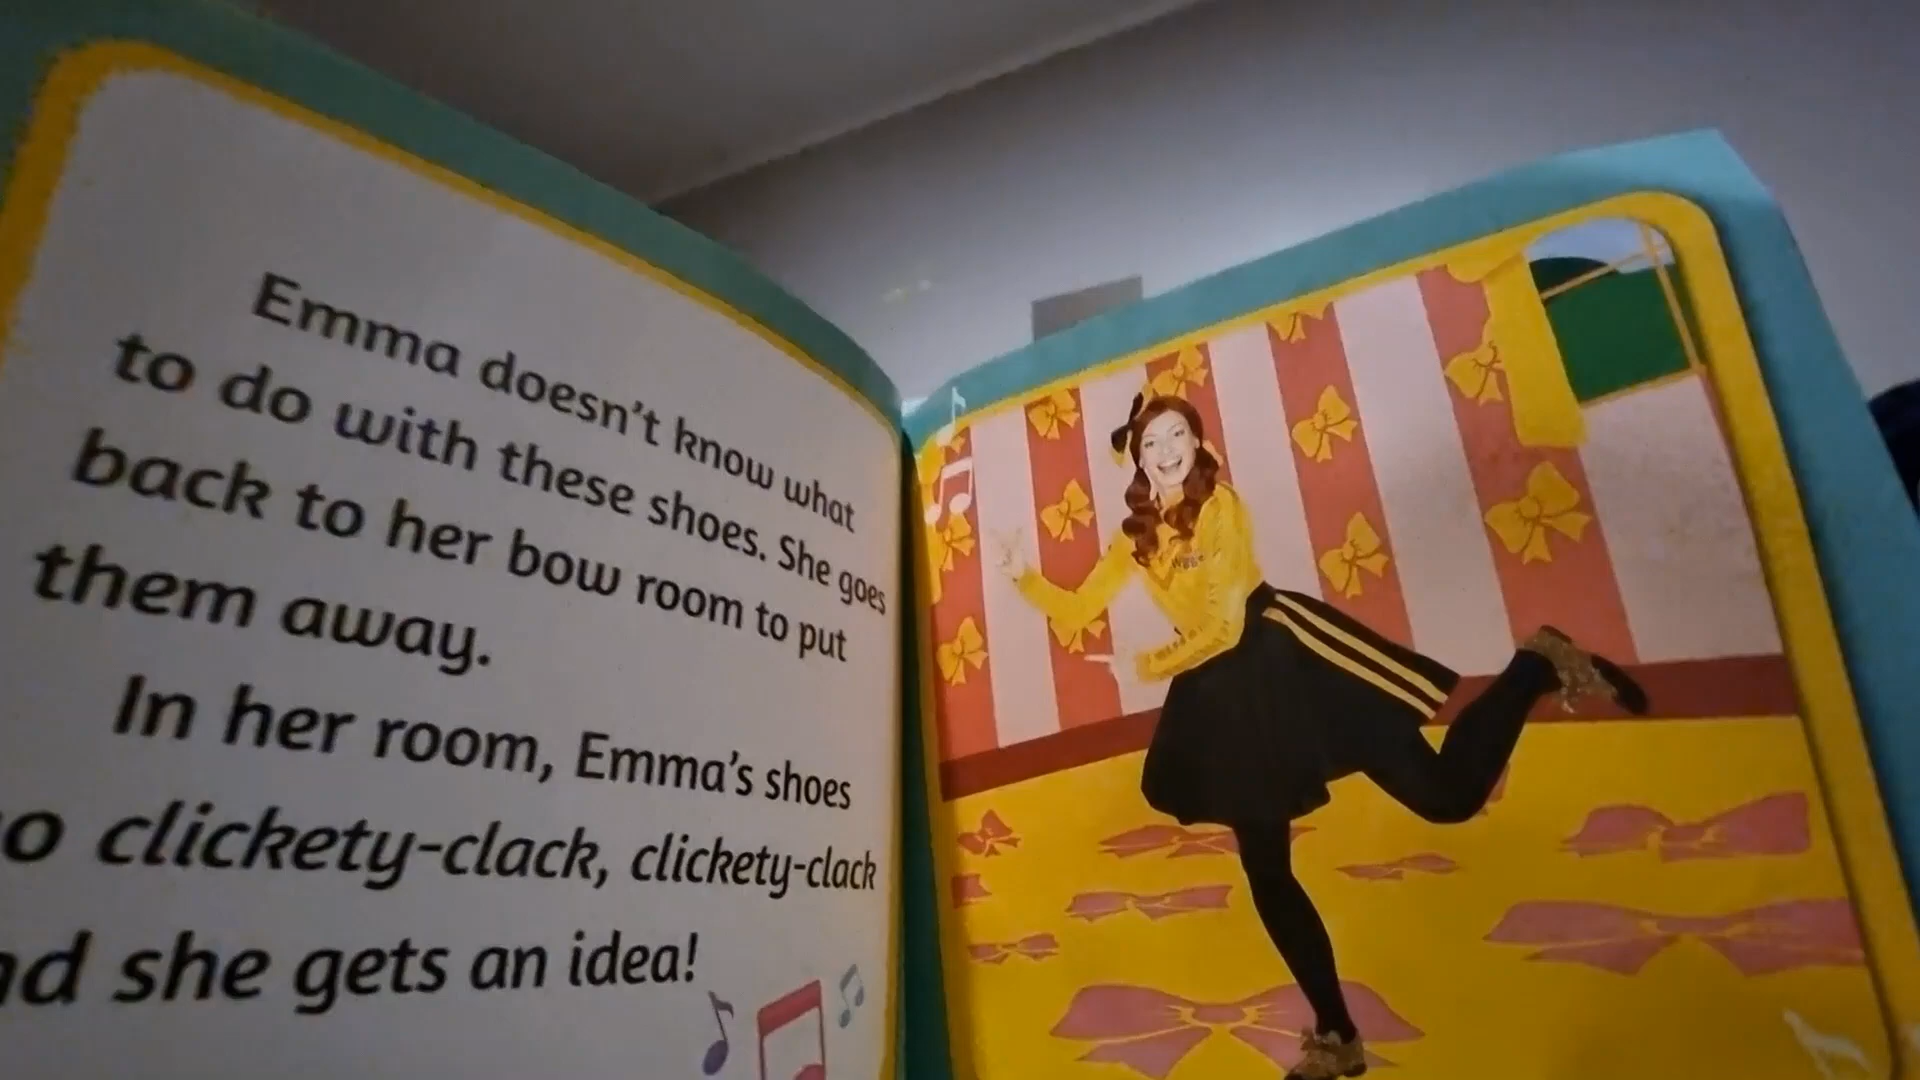 Emma doesn't know what
to do with these shoes. She goes
back to her bow room to put
them away.
In her room, Emma's shoes
clickety-clack, clickety-clack
she gets an idea!